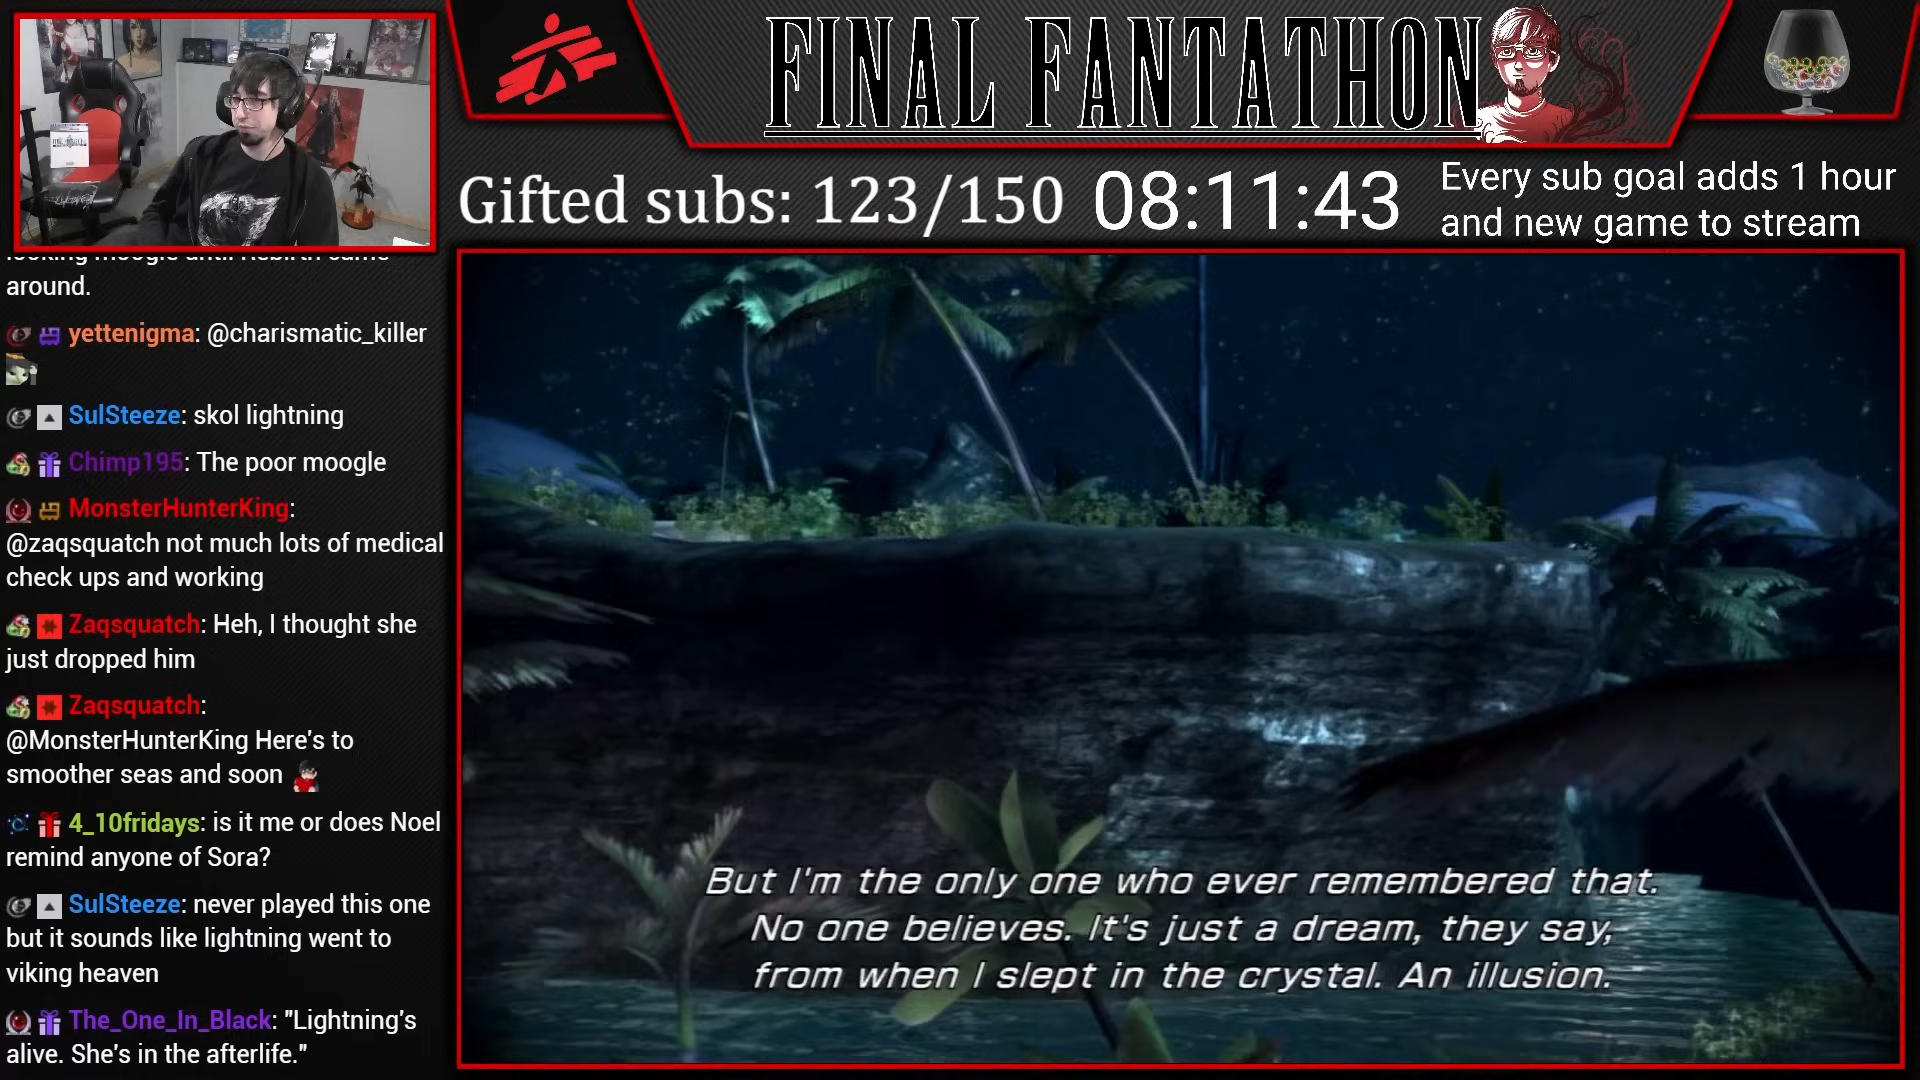 FINAL FANTATHON
Gifted subs: 123/150
08:11:43
Every sub goal adds 1 hour
and new game to stream
around.
yettenigma: @charismatic_killer
SulSteeze: skol lightning
Chimp195: The poor moogle
MonsterHunterKing:
@zaqsquatch not much lots of medical
check ups and working
Zaqsquatch: Heh, I thought she
just dropped him
Zaqsquatch:
@MonsterHunterKing Here's to
smoother seas and soon
4_10fridays: is it me or does Noel
remind anyone of Sora?
SulSteeze: never played this one
but it sounds like lightning went to
viking heaven
The_One_In_Black: "Lightning's
alive. She's in the afterlife."
But I'm the only one who ever remembered that.
No one believes. It's just a dream, they say,
from when I slept in the crystal. An illusion.